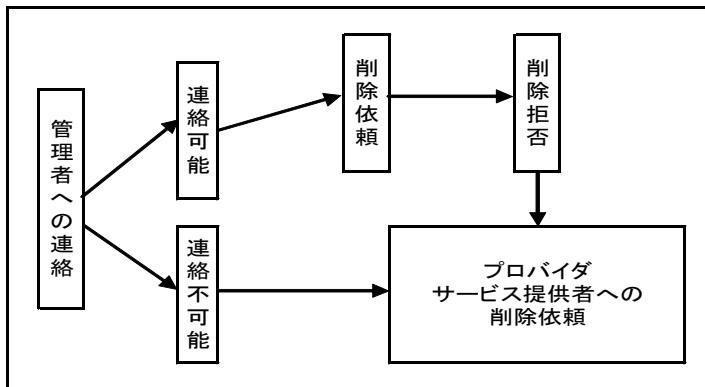 管理者への連絡
連絡可能
削除依頼
削除拒否
連絡不可能
プロバイダ
サービス提供者への
削除依頼